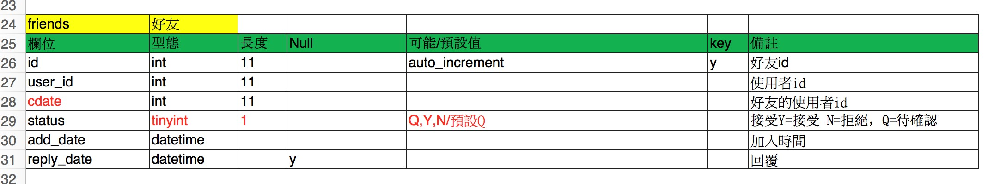 23
24 friends 好友
25 欄位 型態 長度 Null 可能/預設值 key 備註
26 id int 11 auto_increment y 好友id
27 user_id int 11 使用者id
28 cdate int 11 好友的使用者id
29 status tinyint 1 Q,Y,N/預設Q 接受Y=接受 N=拒絕，Q=待確認
30 add_date datetime 加入時間
31 reply_date datetime y 回覆
32